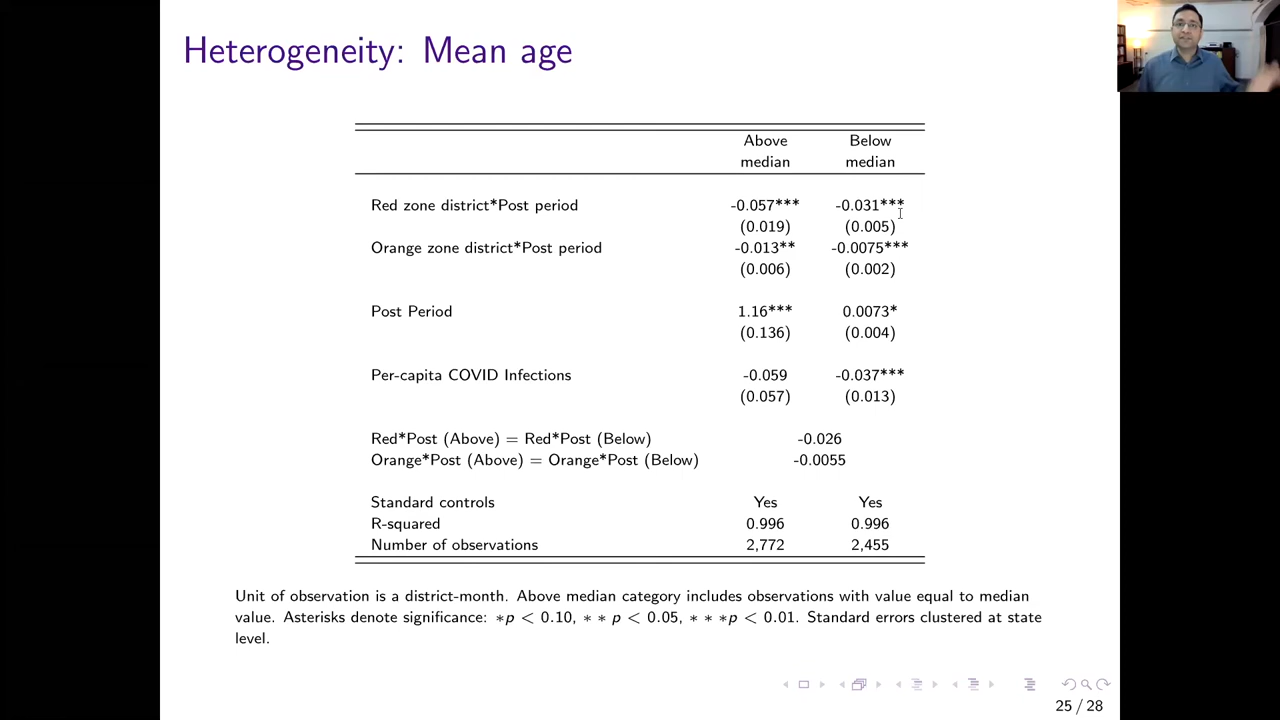 Heterogeneity: Mean age
Above Below
median median
Red zone district*Post period -0.057*** -0.031***
(0.019) (0.005)
Orange zone district*Post period -0.013** -0.0075***
(0.006) (0.002)
Post Period 1.16*** 0.0073*
(0.136) (0.004)
Per-capita COVID Infections -0.059 -0.037***
(0.057) (0.013)
Red*Post (Above) = Red*Post (Below) -0.026
Orange*Post (Above) = Orange*Post (Below) -0.0055
Standard controls Yes Yes
R-squared 0.996 0.996
Number of observations 2,772 2,455
Unit of observation is a district-month. Above median category includes observations with value equal to median
value. Asterisks denote significance: *p < 0.10, * * p < 0.05, * * *p < 0.01. Standard errors clustered at state
level.
25 / 28